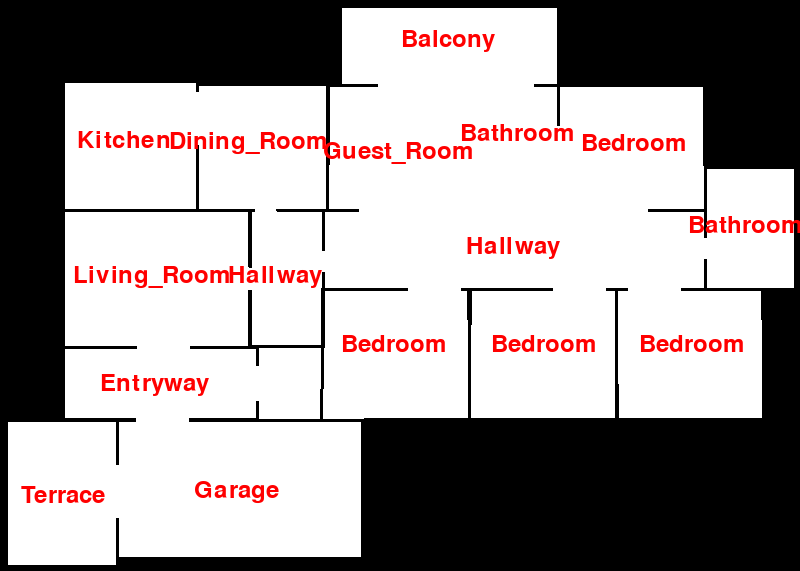 Balcony
Kitchen
Dining_Room
Guest_Room
Bathroom
Bedroom
Bathroom
Hallway
Living_Room
Hallway
Bedroom
Bedroom
Bedroom
Entryway
Terrace
Garage